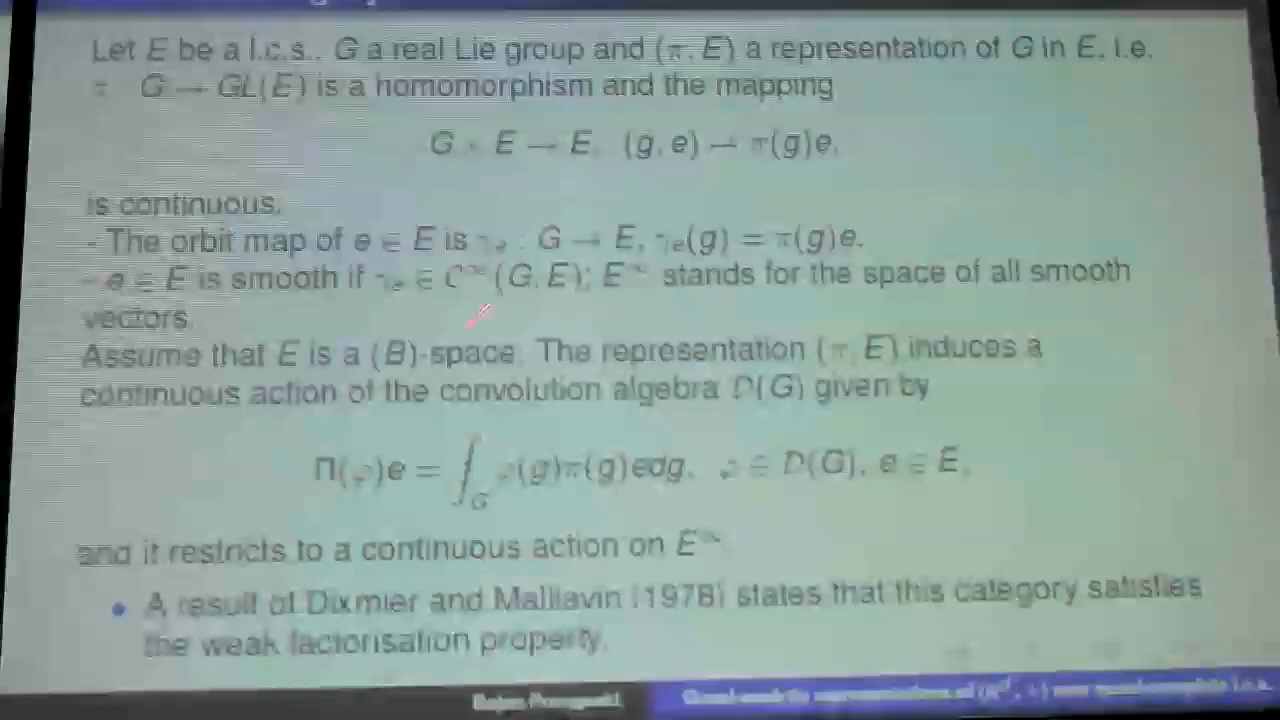 Let E be a l.c.s., G a real Lie group and (π, E) a representation of G in E, i.e.
π : G → GL(E) is a homomorphism and the mapping
G × E → E, (g, e) → π(g)e,
is continuous.
- The orbit map of e ∈ E is γₑ : G → E, γₑ(g) = π(g)e.
- e ∈ E is smooth if γₑ ∈ C^∞(G, E); E^∞ stands for the space of all smooth
vectors.
Assume that E is a (B)-space. The representation (π, E) induces a
continuous action of the convolution algebra D(G) given by
Π(φ)e = ∫_G φ(g)π(g)edg, φ ∈ D(G), e ∈ E,
and it restricts to a continuous action on E^∞
• A result of Dixmier and Malliavin (1978) states that this category satisfies
the weak factorisation property.
representations of